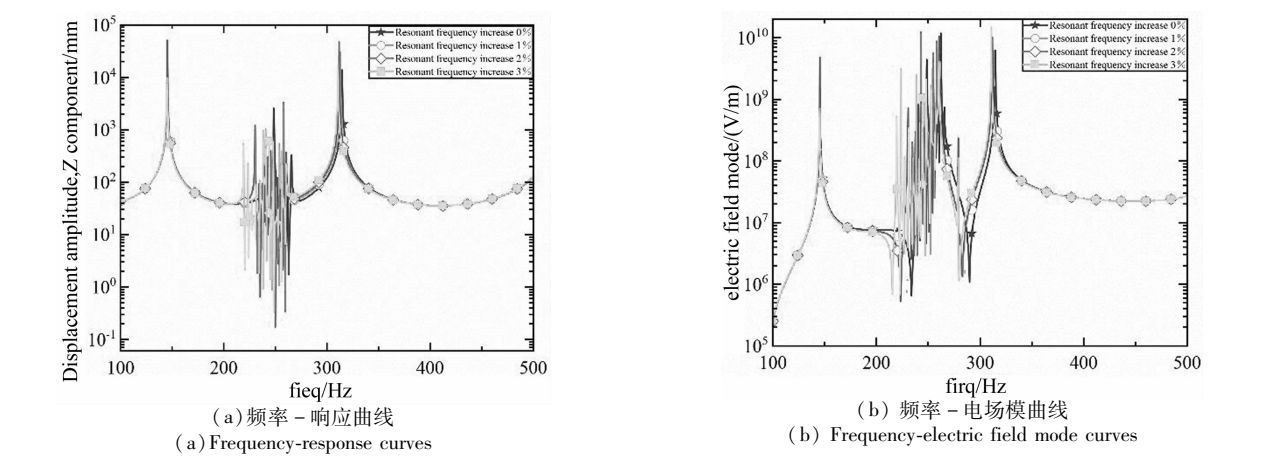 Displacement amplitude,Z component/mm
10^5
10^4
10^3
10^2
10^1
10^0
10^-1
Resonant frequency increase 0%
Resonant frequency increase 1%
Resonant frequency increase 2%
Resonant frequency increase 3%
100 200 300 400 500
fieq/Hz
(a)频率-响应曲线
(a)Frequency-response curves
electric field mode/(V/m)
10^10
10^9
10^8
10^7
10^6
10^5
Resonant frequency increase 0%
Resonant frequency increase 1%
Resonant frequency increase 2%
Resonant frequency increase 3%
100 200 300 400 500
firq/Hz
(b) 频率-电场模曲线
(b) Frequency-electric field mode curves